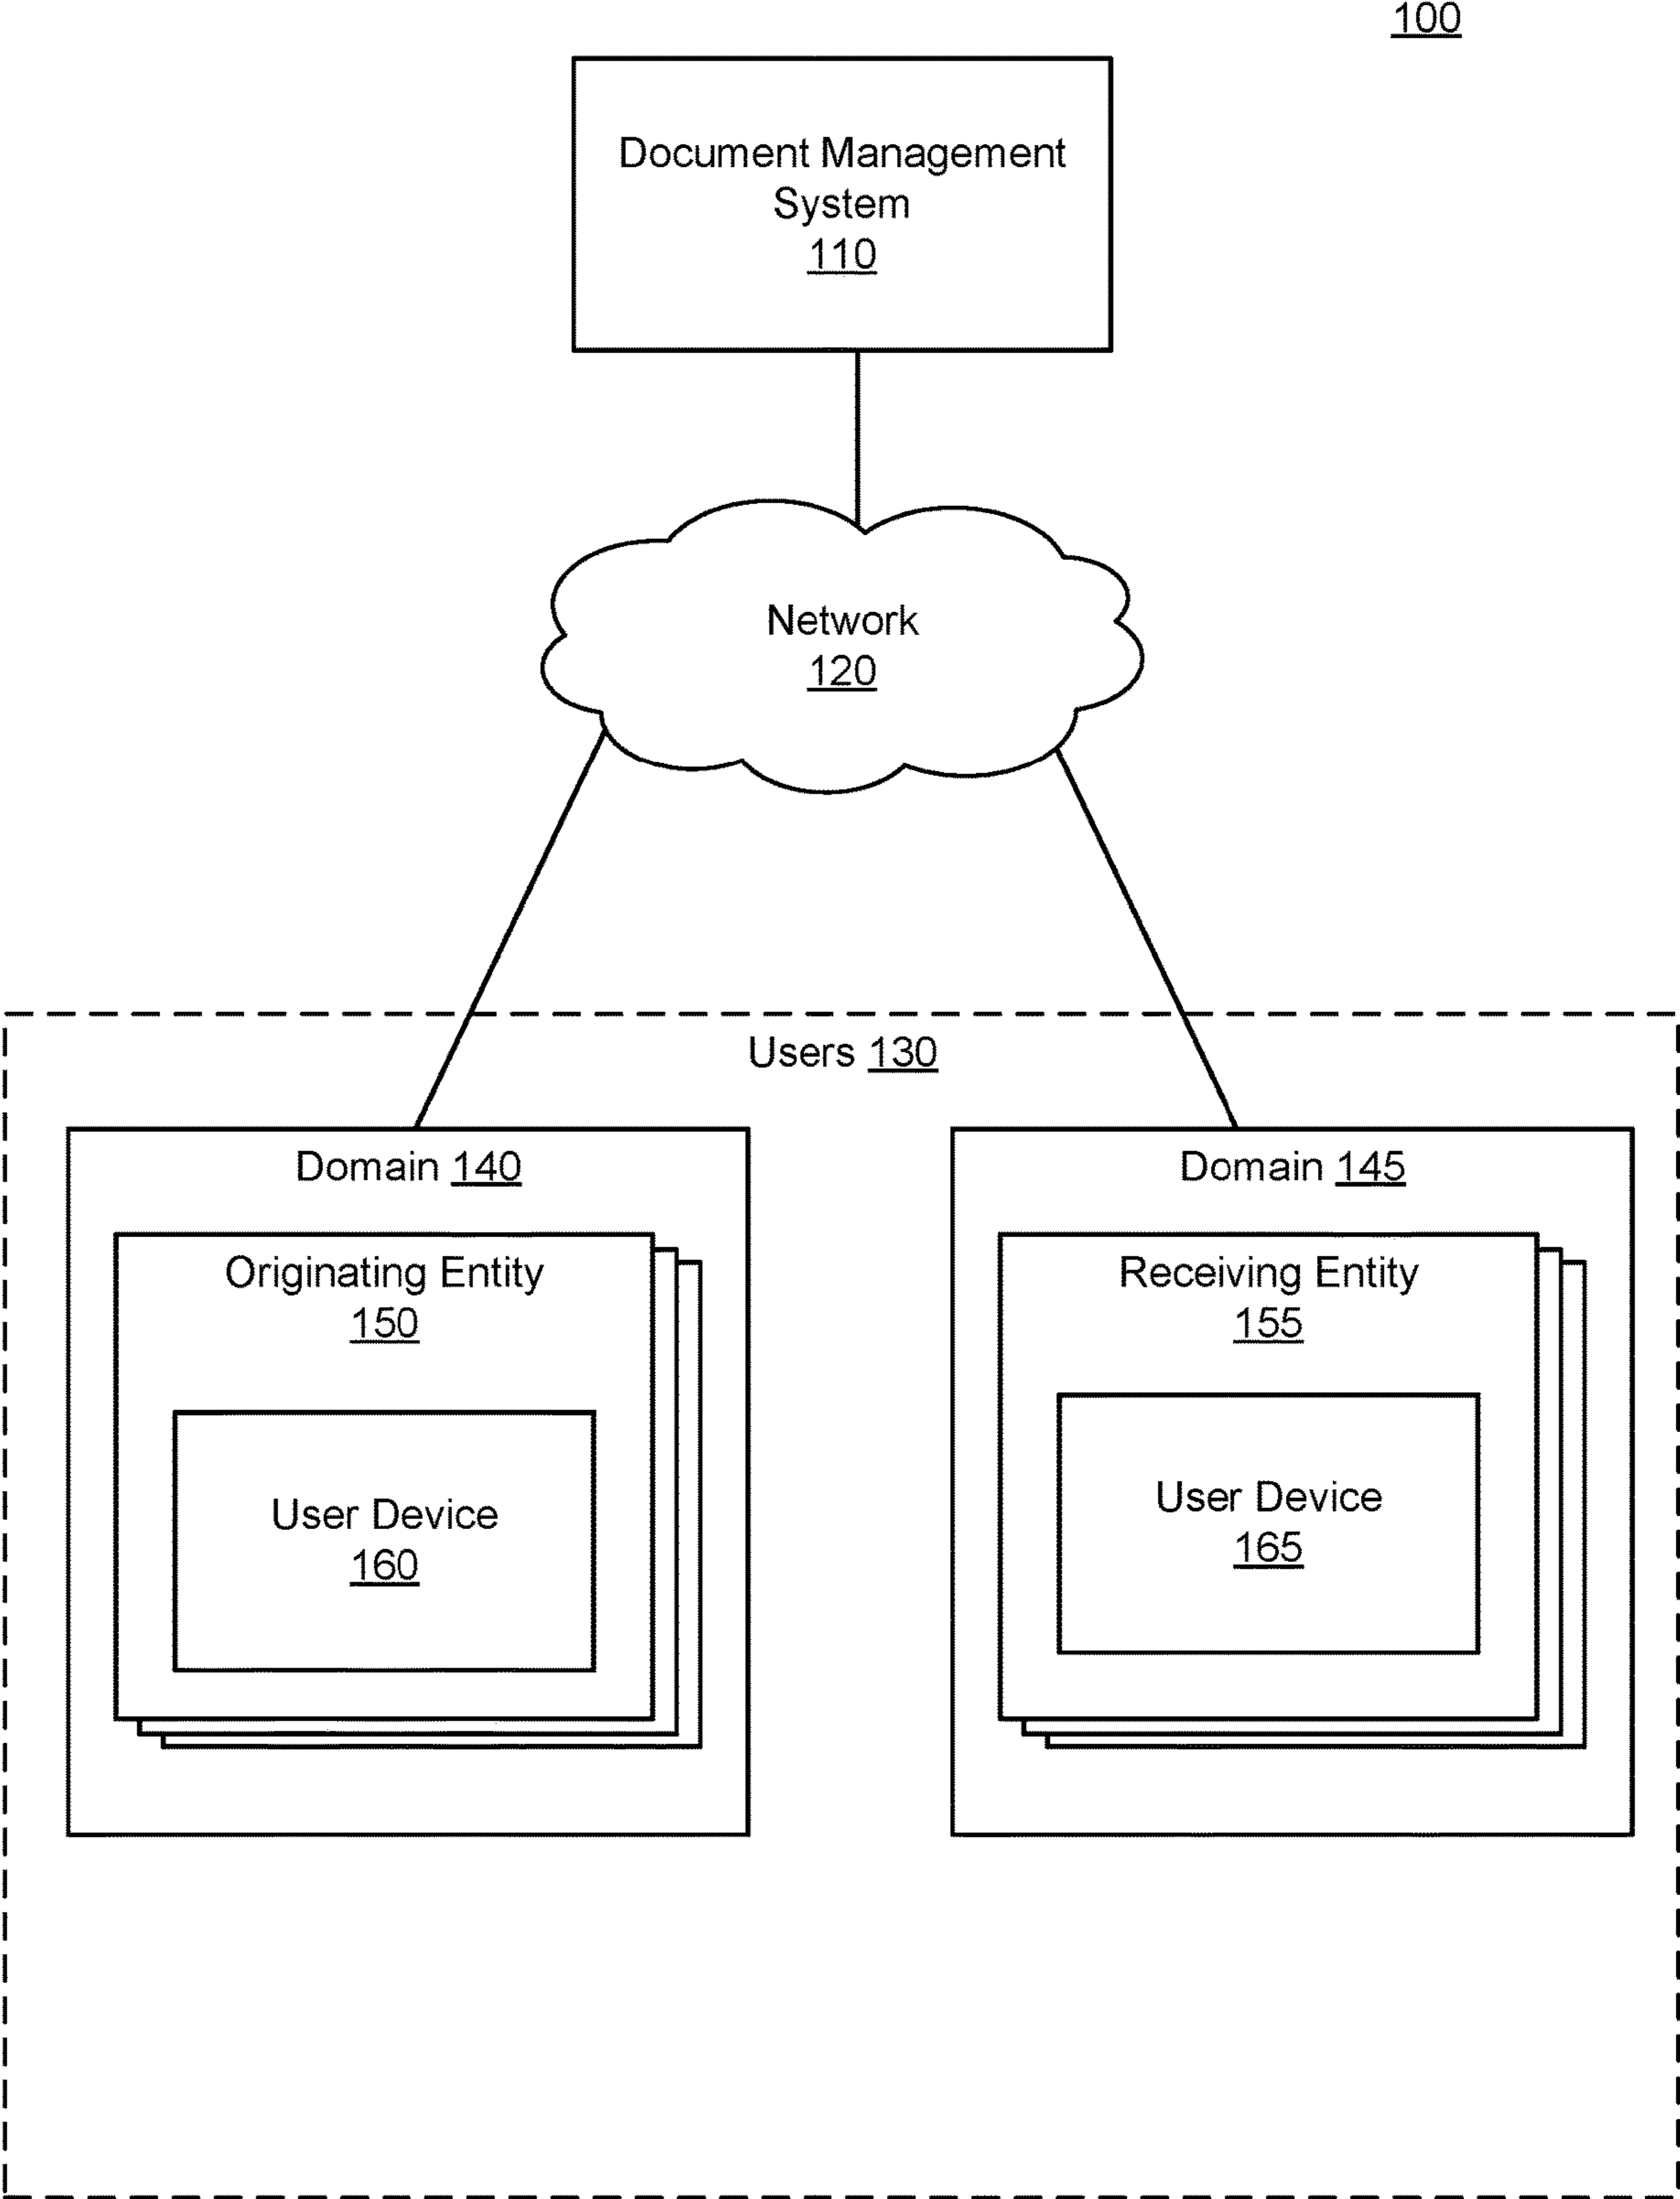 100
Document Management
System
110
Network
120
Users 130
Domain 140
Originating Entity
150
User Device
160
Domain 145
Receiving Entity
155
User Device
165